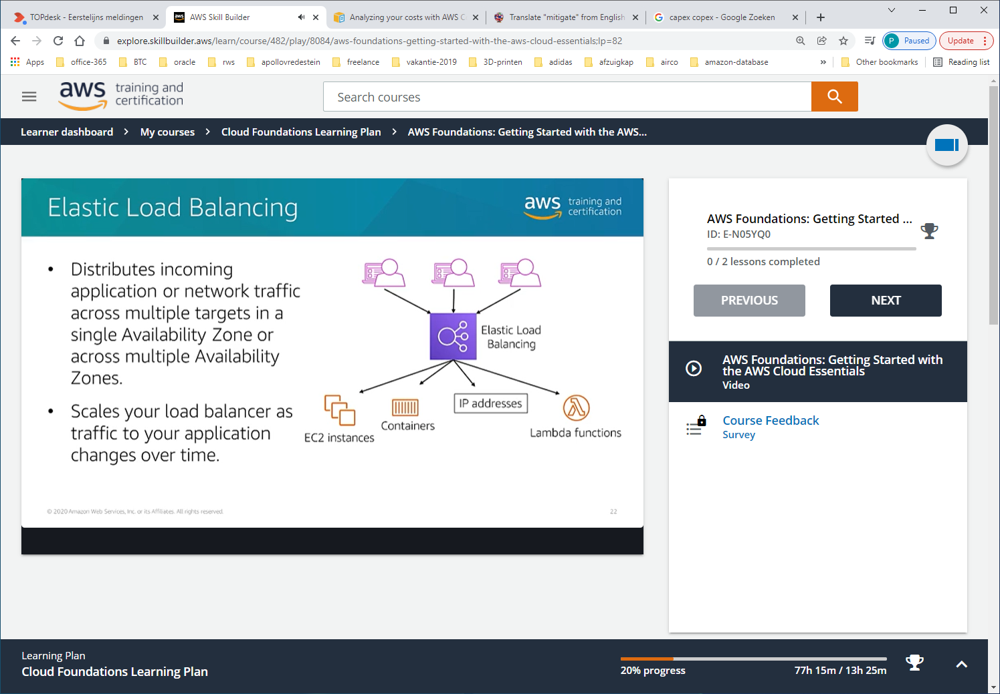 TOPdesk - Eerstelijns meldingen
AWS Skill Builder
Analyzing your costs with AWS C
Translate "mitigate" from English
capex copex - Google Zoeken
explore.skillbuilder.aws/learn/course/482/play/8084/aws-foundations-getting-started-with-the-aws-cloud-essentials;lp=82
P Paused
Update
Apps office-365 BTC oracle rws apollovredestein freelance vakantie-2019 3D-printen adidas afzuigkap airco amazon-database » Other bookmarks Reading list
aws training and
certification
Search courses
Learner dashboard > My courses > Cloud Foundations Learning Plan > AWS Foundations: Getting Started with the AWS...
Elastic Load Balancing
aws training and
certification
• Distributes incoming
application or network traffic
across multiple targets in a
single Availability Zone or
across multiple Availability
Zones.
• Scales your load balancer as
traffic to your application
changes over time.
Elastic Load
Balancing
EC2 instances
Containers
IP addresses
Lambda functions
© 2020 Amazon Web Services, Inc. or its Affiliates. All rights reserved.
22
AWS Foundations: Getting Started ...
ID: E-N05YQ0
0 / 2 lessons completed
PREVIOUS
NEXT
AWS Foundations: Getting Started with
the AWS Cloud Essentials
Video
Course Feedback
Survey
Learning Plan
Cloud Foundations Learning Plan
20% progress
77h 15m / 13h 25m